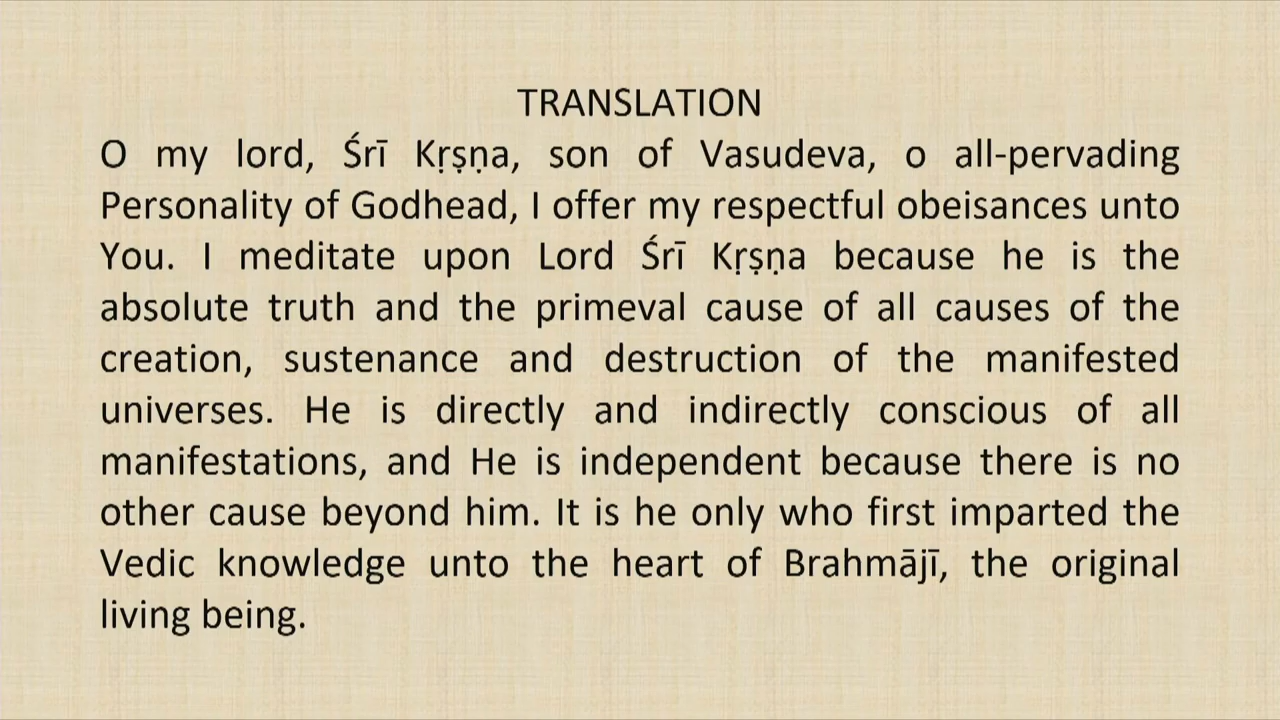 TRANSLATION
O my lord, Śrī Kṛṣṇa, son of Vasudeva, o all-pervading
Personality of Godhead, I offer my respectful obeisances unto
You. I meditate upon Lord Śrī Kṛṣṇa because he is the
absolute truth and the primeval cause of all causes of the
creation, sustenance and destruction of the manifested
universes. He is directly and indirectly conscious of all
manifestations, and He is independent because there is no
other cause beyond him. It is he only who first imparted the
Vedic knowledge unto the heart of Brahmājī, the original
living being.